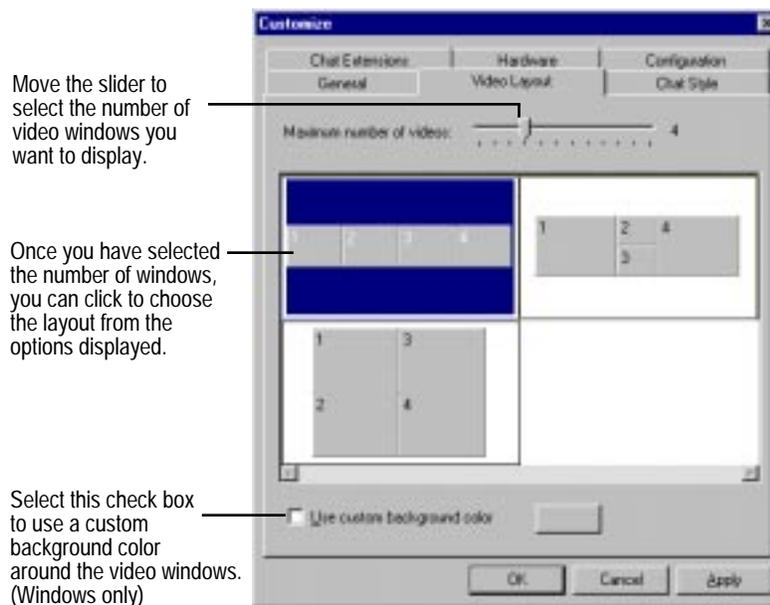 Customize
Chat Extensions Hardware Configuration
General Video Layout Chat Style
Move the slider to
select the number of
video windows you
want to display.
Maximum number of videos: 4
1 2 3 4
1 2 4
3
Once you have selected
the number of windows,
you can click to choose
the layout from the
options displayed.
1 3
2 4
Select this check box
to use a custom
background color
around the video windows.
(Windows only)
Use custom background color
OK Cancel Apply